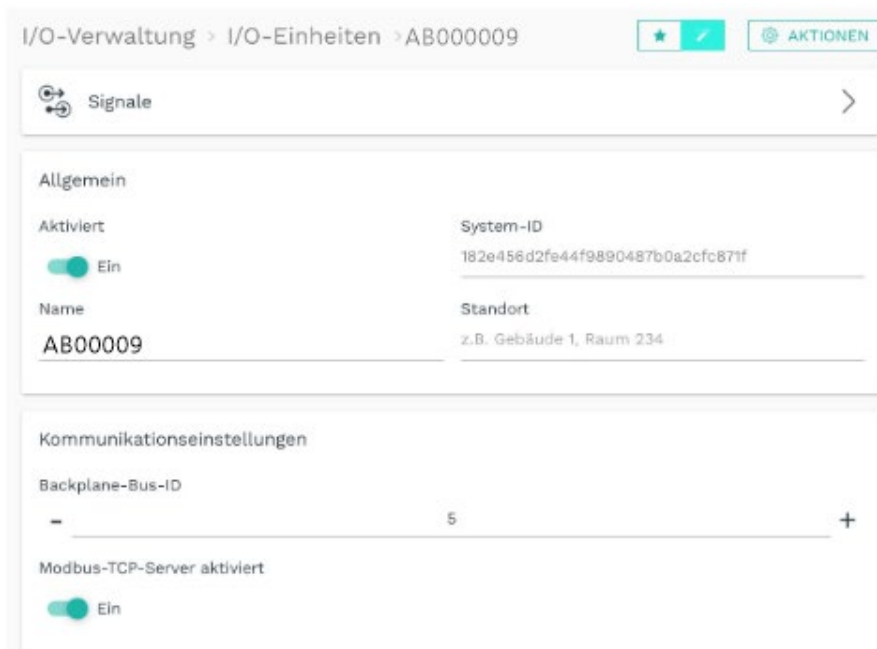 I/O-Verwaltung > I/O-Einheiten >AB000009
AKTIONEN
Signale
Allgemein
Aktiviert
System-ID
Ein
182e456d2fe44f9890487b0a2cfc871f
Name
Standort
AB00009
z.B. Gebäude 1, Raum 234
Kommunikationseinstellungen
Backplane-Bus-ID
- 5 +
Modbus-TCP-Server aktiviert
Ein